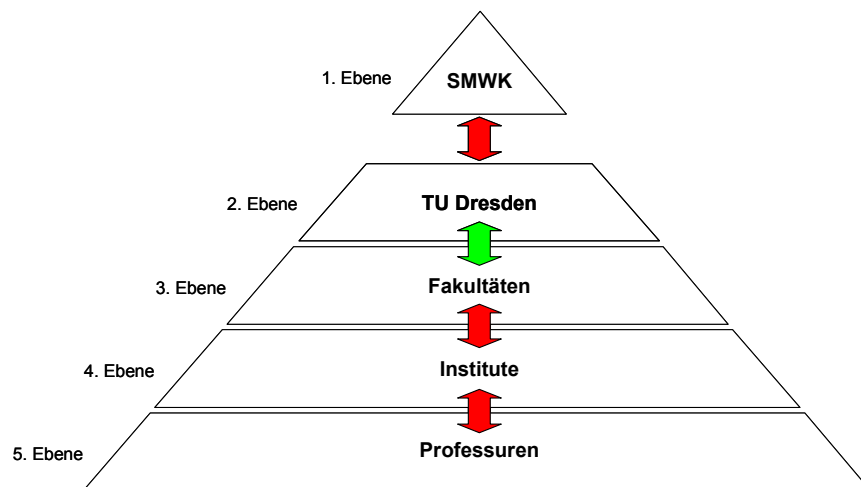 1. Ebene SMWK
2. Ebene TU Dresden
3. Ebene Fakultäten
4. Ebene Institute
5. Ebene Professuren